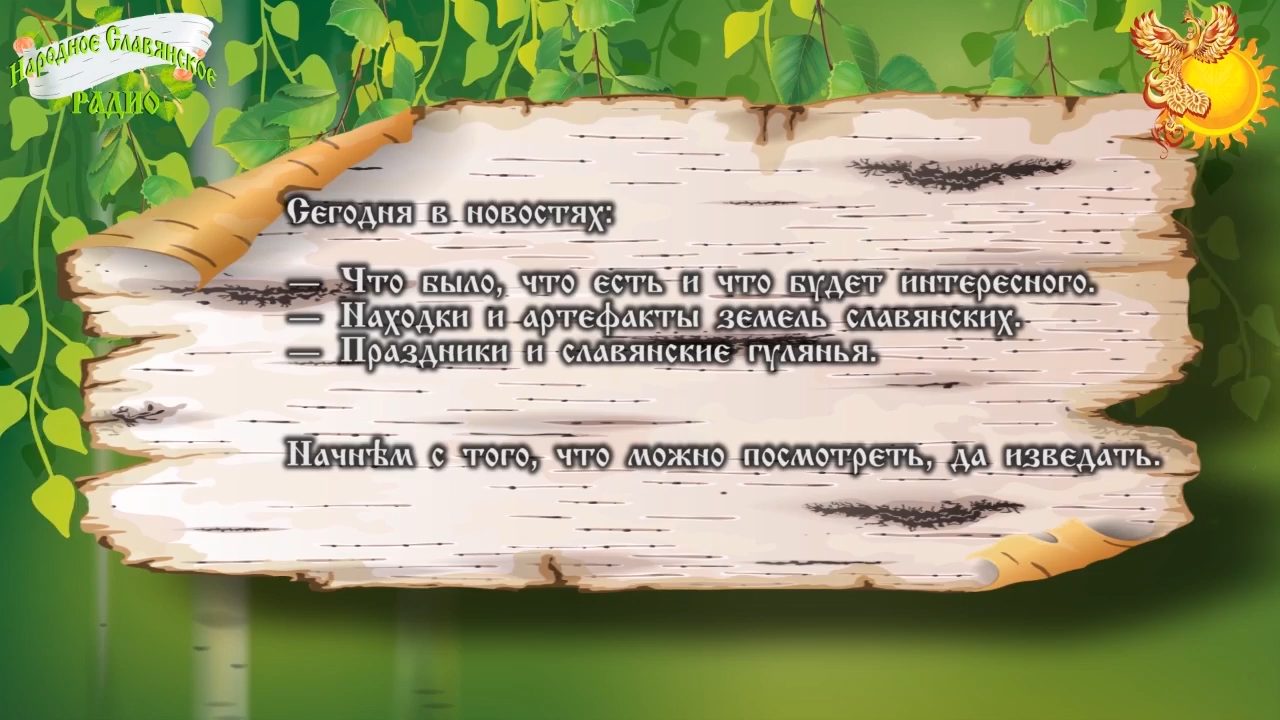 Народное Славянское
РАДИО
Сегодня в новостях:
— Что было, что есть и что будет интересного.
— Находки и артефакты земель славянских.
— Праздники и славянские гулянья.
Начнѣм с того, что можно посмотреть, да изведать.